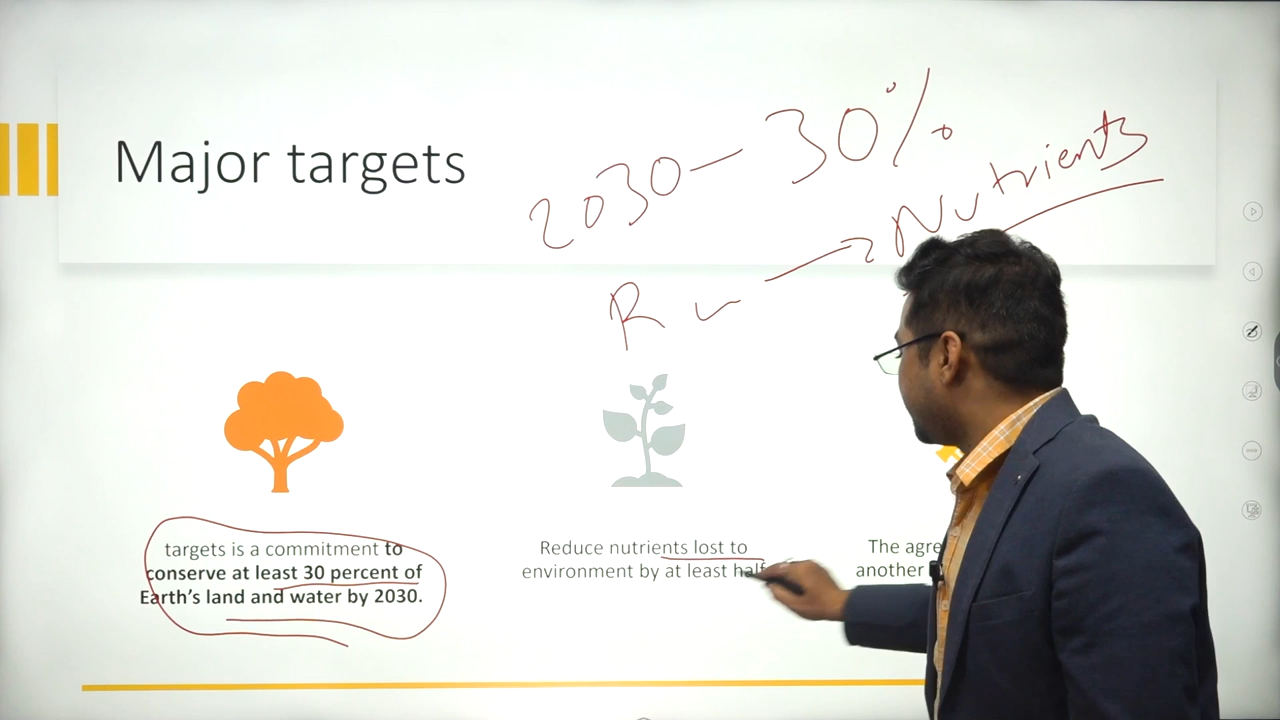 Major targets
2030 - 30%
R → Nutrients
targets is a commitment to
conserve at least 30 percent of
Earth's land and water by 2030.
Reduce nutrients lost to
environment by at least half
The agre
another